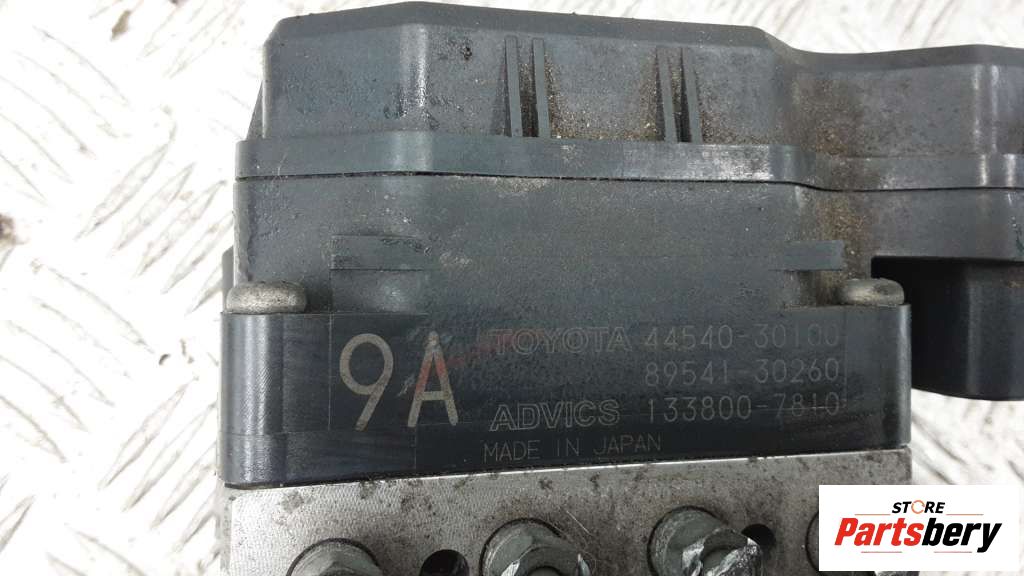 9A
TOYOTA 44540-30100
89541-30260
ADVICS 133800-7810
MADE IN JAPAN
STORE
Partsbery